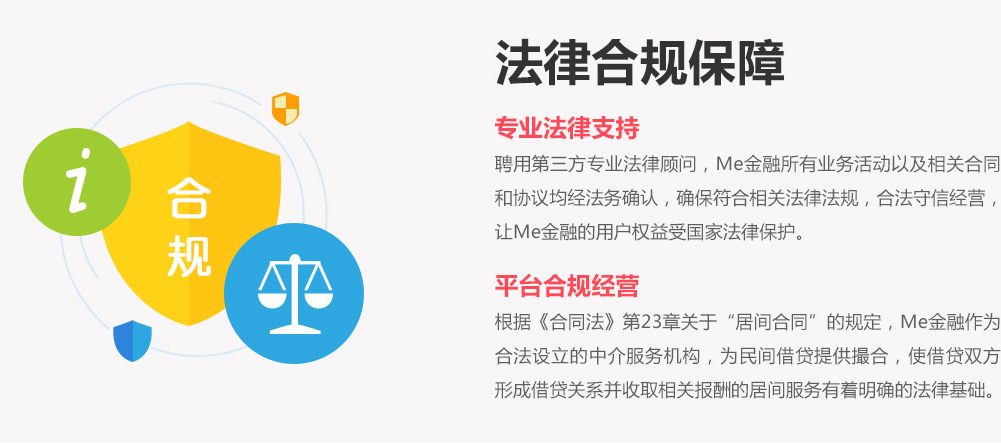 法律合规保障
专业法律支持
聘用第三方专业法律顾问，Me金融所有业务活动以及相关合同
和协议均经法务确认，确保符合相关法律法规，合法守信经营，
让Me金融的用户权益受国家法律保护。
平台合规经营
根据《合同法》第23章关于“居间合同”的规定，Me金融作为
合法设立的中介服务机构，为民间借贷提供撮合，使借贷双方
形成借贷关系并收取相关报酬的居间服务有着明确的法律基础。
i
合
规